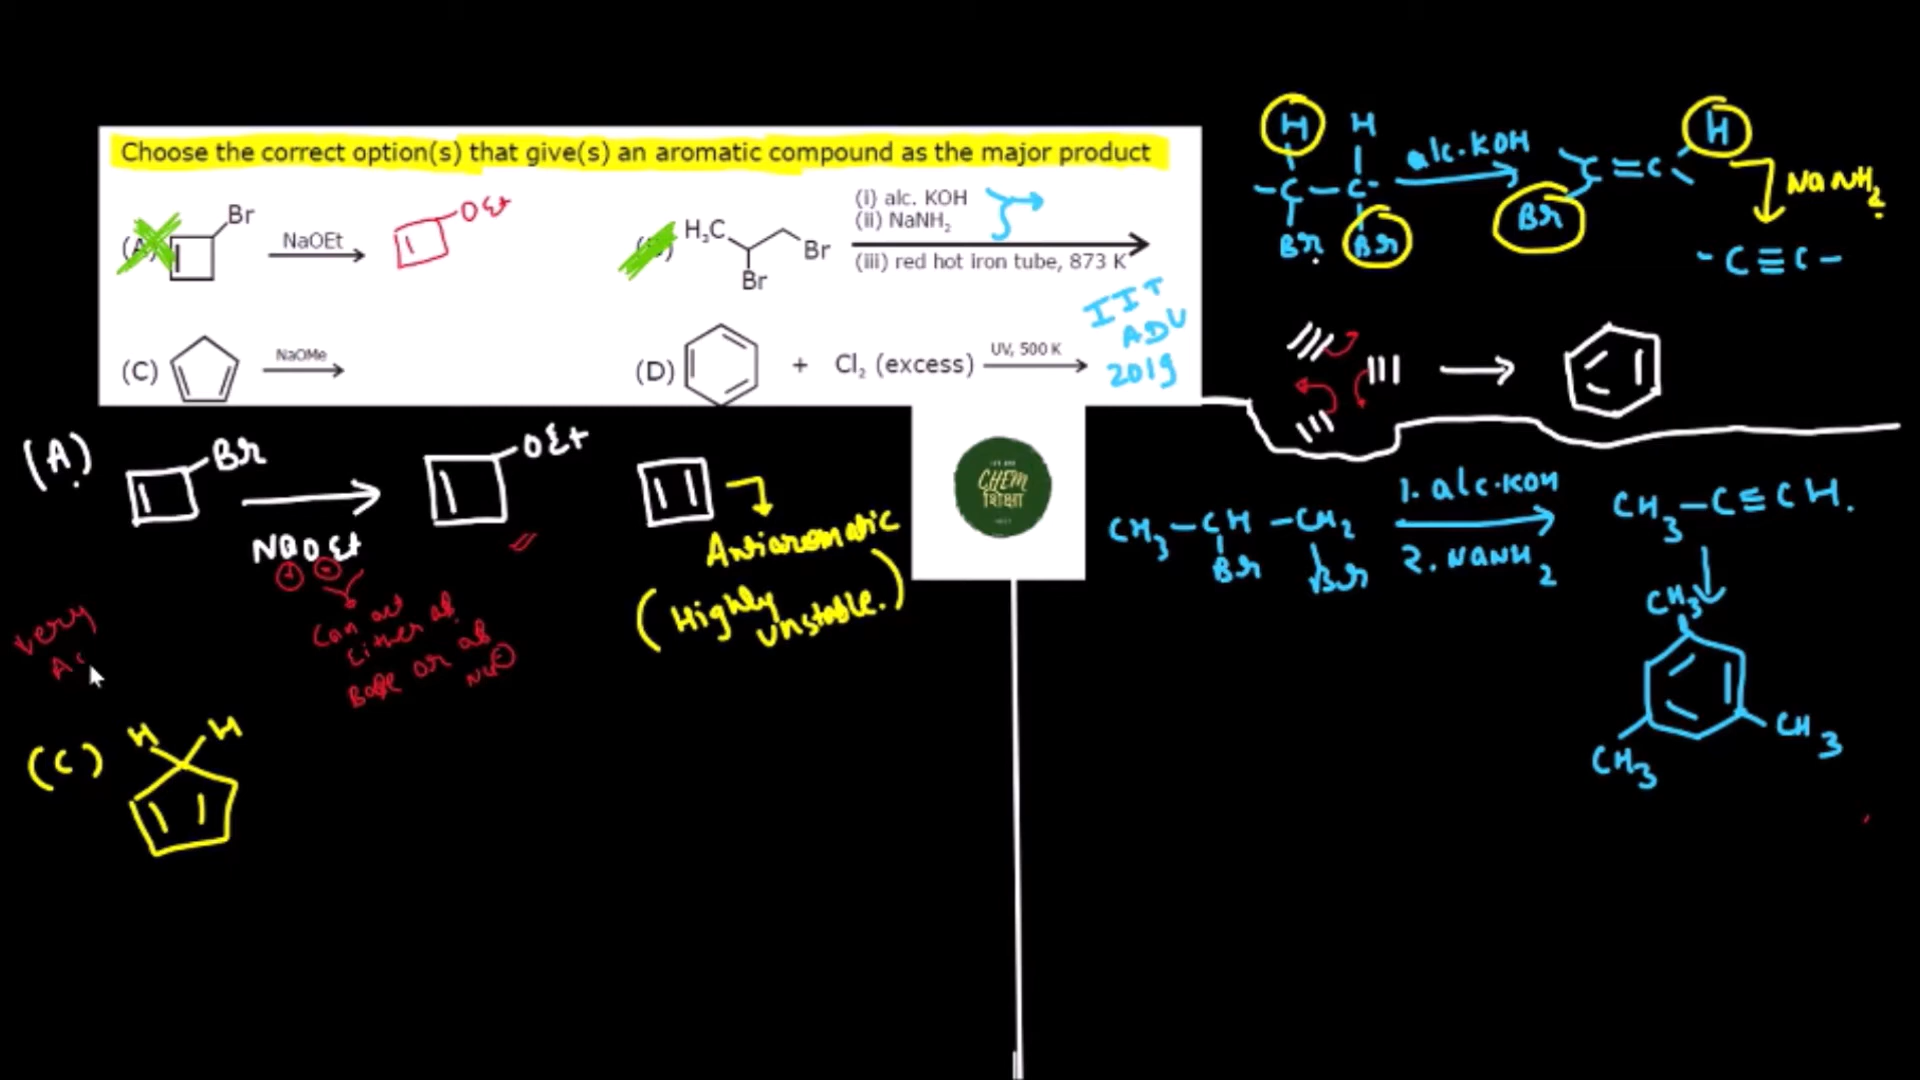 Choose the correct option(s) that give(s) an aromatic compound as the major product
Br
NaOEt
OEt
H₃C
Br
Br
(i) alc. KOH
(ii) NaNH₂
(iii) red hot iron tube, 873 K
(C)
NaOMe
(D)
+ Cl₂ (excess)
UV, 500 K
IIT
ADV
2019
H H
-C-C-
Br Br
alc.KOH
H
C=C
Br
NaNH₂
-C≡C-
(A)
Br
NaOEt
+ -
OEt
Can act
Either as
Base or as
Nu-
Antiaromatic
(Highly
unstable.)
CHEM
शिक्षा
CH₃-CH-CH₂
Br Br
1. alc.KOH
2. NaNH₂
CH₃-C≡CH.
CH₃
CH₃
CH₃
very
A
(C)
H H